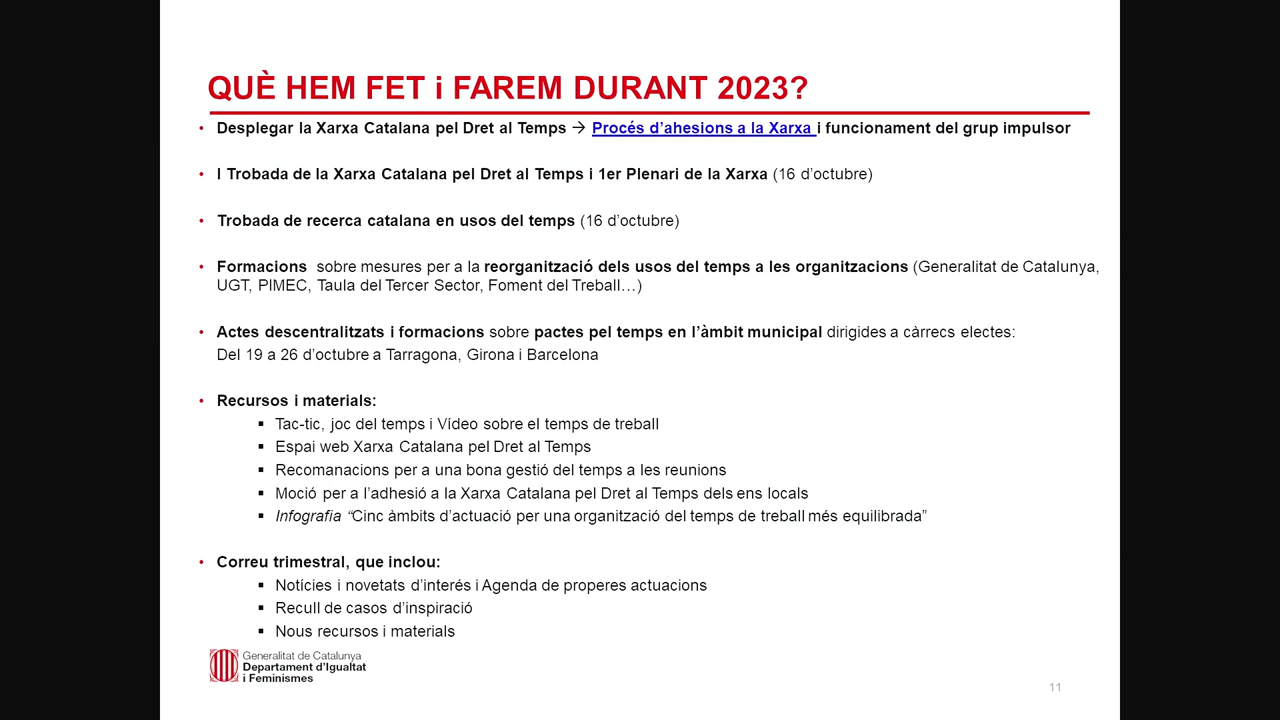 QUÈ HEM FET i FAREM DURANT 2023?
• Desplegar la Xarxa Catalana pel Dret al Temps → Procés d’ahesions a la Xarxa i funcionament del grup impulsor
• I Trobada de la Xarxa Catalana pel Dret al Temps i 1er Plenari de la Xarxa (16 d’octubre)
• Trobada de recerca catalana en usos del temps (16 d’octubre)
• Formacions sobre mesures per a la reorganització dels usos del temps a les organitzacions (Generalitat de Catalunya,
UGT, PIMEC, Taula del Tercer Sector, Foment del Treball…)
• Actes descentralitzats i formacions sobre pactes pel temps en l’àmbit municipal dirigides a càrrecs electes:
Del 19 a 26 d’octubre a Tarragona, Girona i Barcelona
• Recursos i materials:
▪ Tac-tic, joc del temps i Vídeo sobre el temps de treball
▪ Espai web Xarxa Catalana pel Dret al Temps
▪ Recomanacions per a una bona gestió del temps a les reunions
▪ Moció per a l’adhesió a la Xarxa Catalana pel Dret al Temps dels ens locals
▪ Infografia “Cinc àmbits d’actuació per una organització del temps de treball més equilibrada”
• Correu trimestral, que inclou:
▪ Notícies i novetats d’interés i Agenda de properes actuacions
▪ Recull de casos d’inspiració
▪ Nous recursos i materials
Generalitat de Catalunya
Departament d’Igualtat
i Feminismes
11